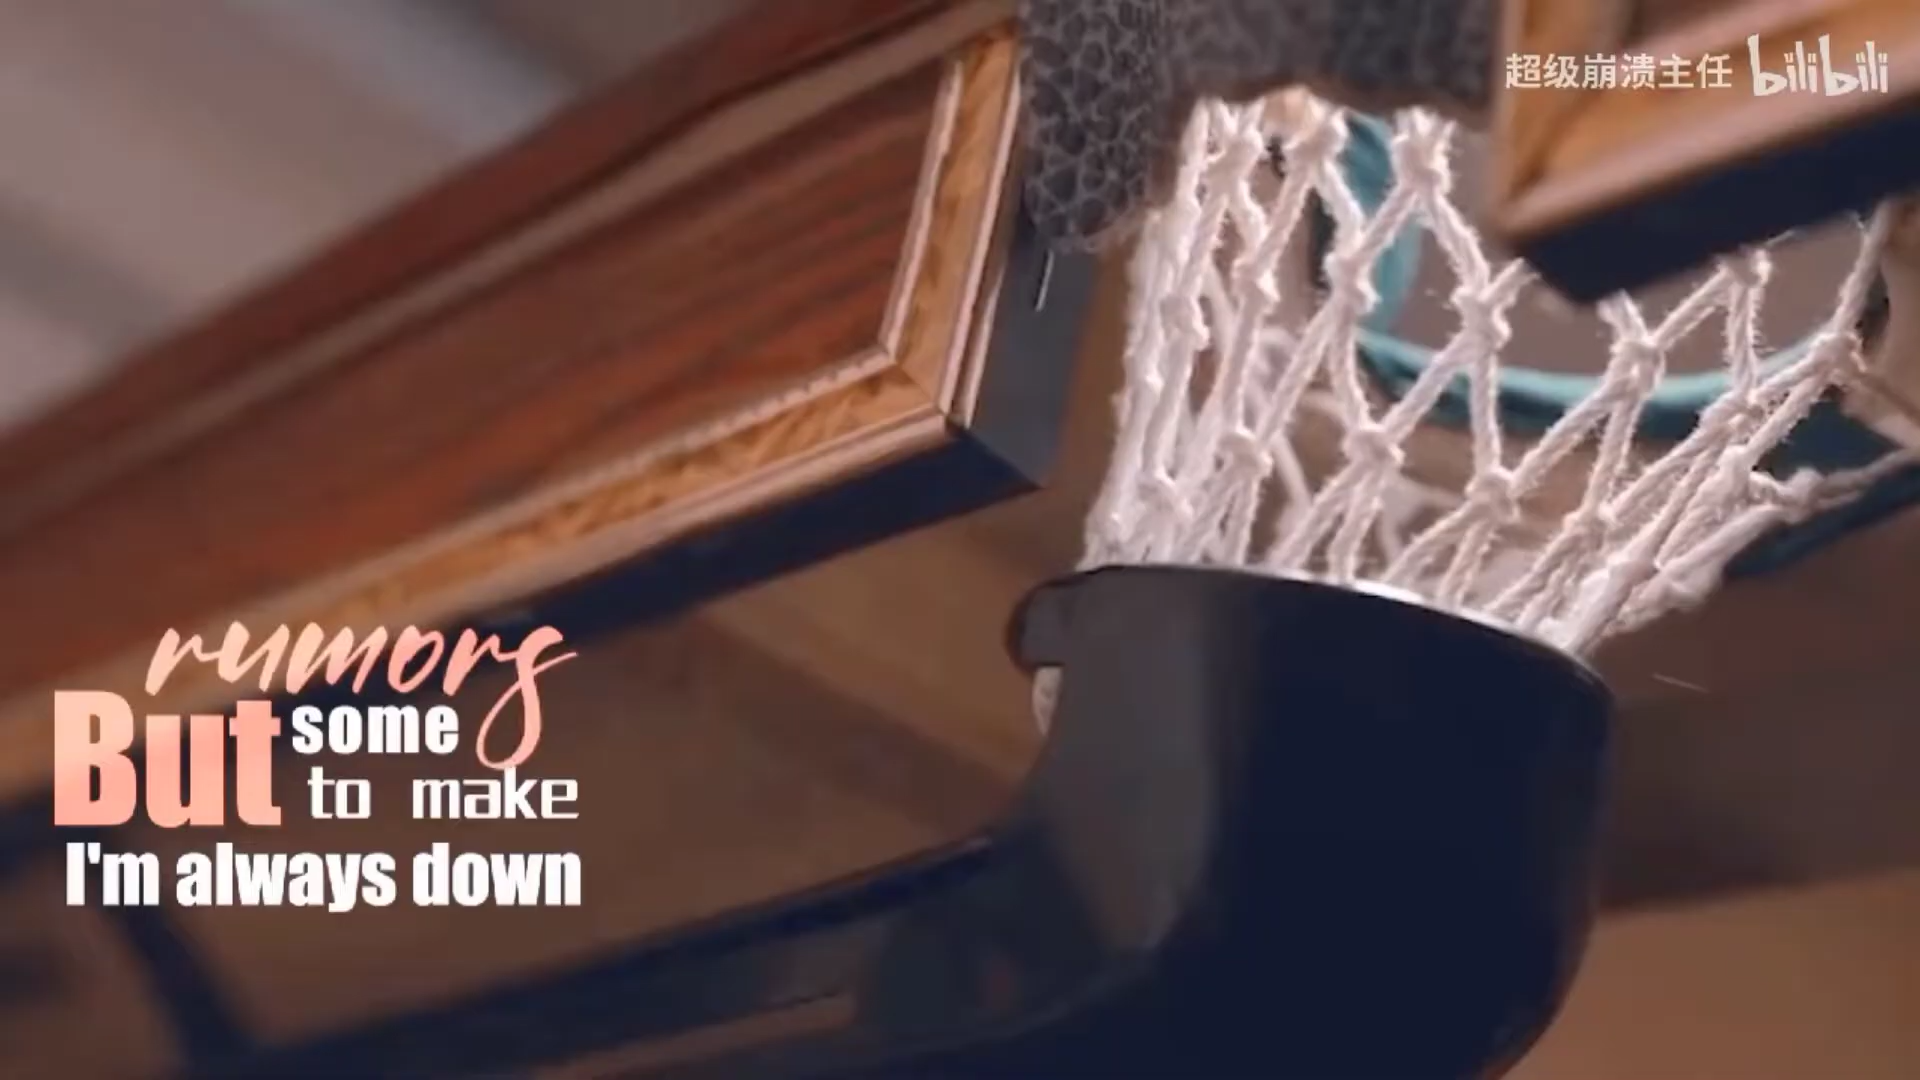 超级崩溃主任 bilibili
rumors
But some
to make
I'm always down